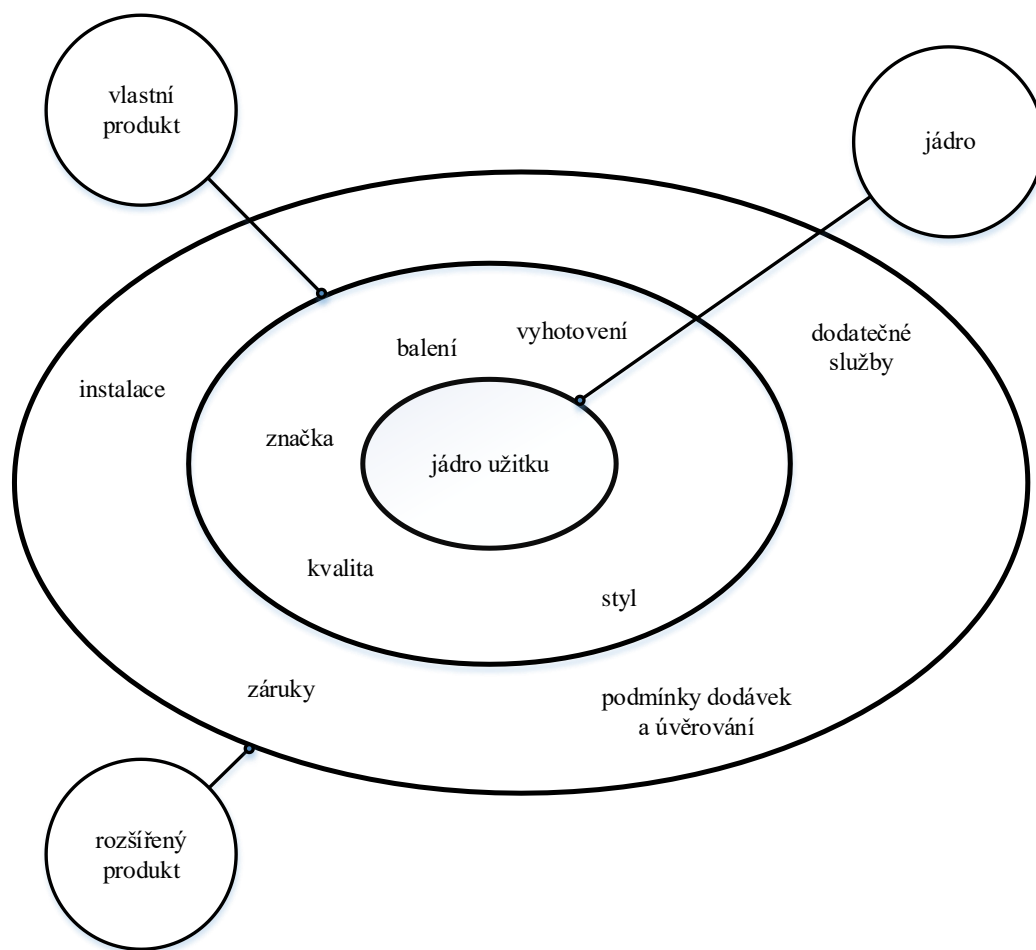 vlastní
produkt
jádro
balení
vyhotovení
dodatečné
služby
instalace
značka
jádro užitku
kvalita
styl
záruky
podmínky dodávek
a úvěrování
rozšířený
produkt